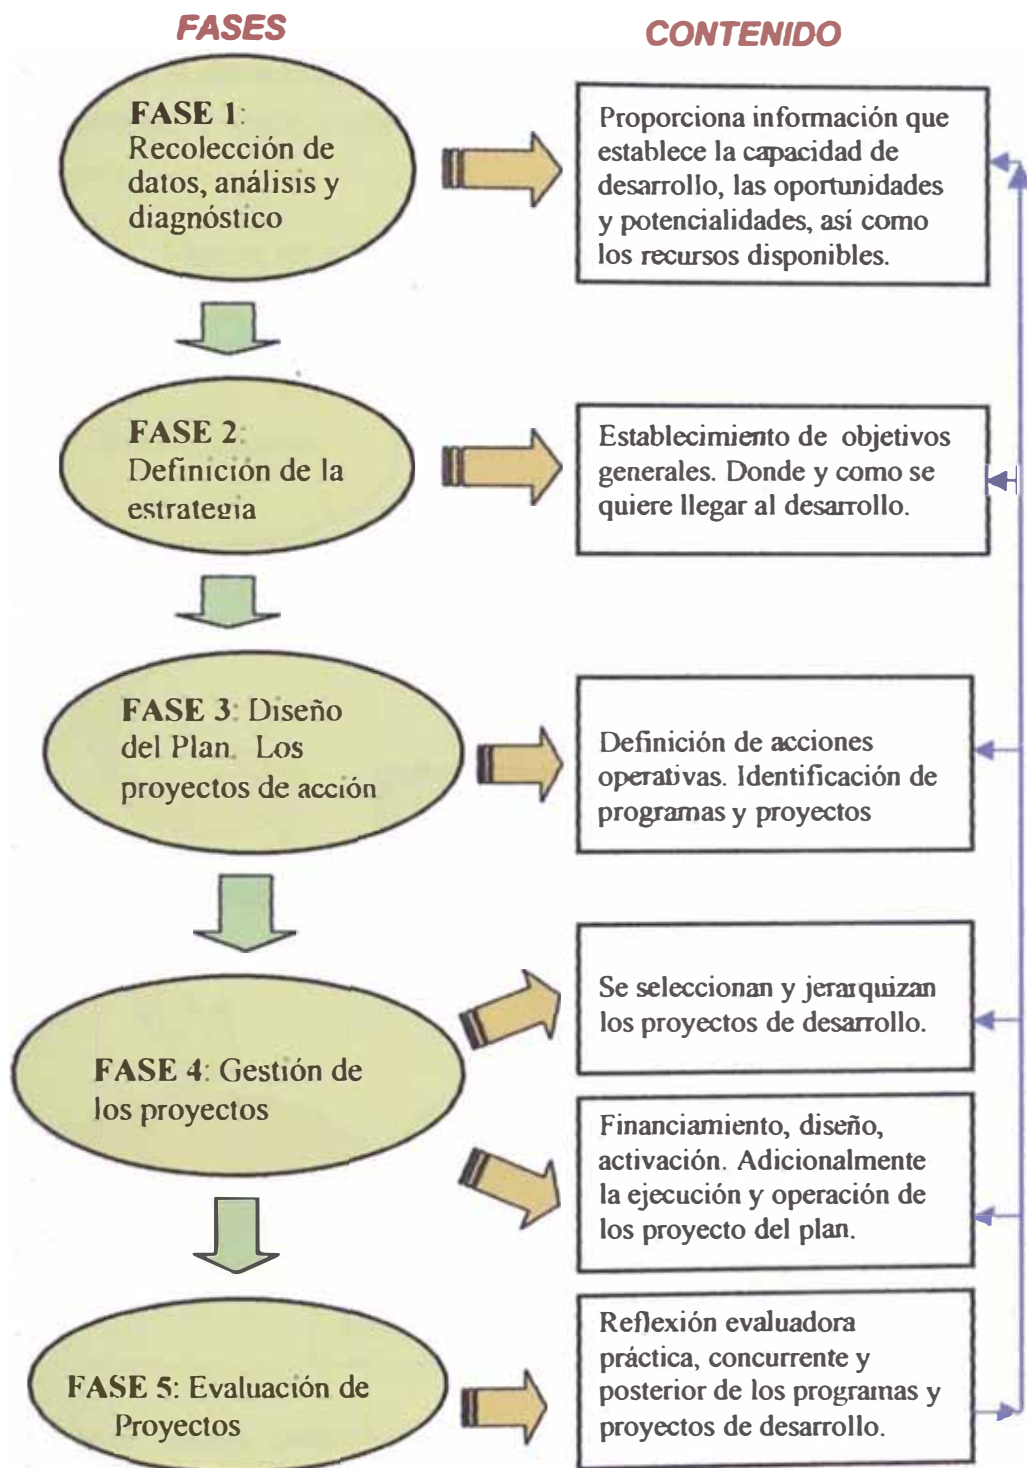 FASES
CONTENIDO
FASE 1:
Recolección de
datos, análisis y
diagnóstico
Proporciona información que
establece la capacidad de
desarrollo, las oportunidades
y potencialidades, así como
los recursos disponibles.
FASE 2:
Definición de la
estrategia
Establecimiento de objetivos
generales. Donde y como se
quiere llegar al desarrollo.
FASE 3: Diseño
del Plan. Los
proyectos de acción
Definición de acciones
operativas. Identificación de
programas y proyectos
FASE 4: Gestión de
los proyectos
Se seleccionan y jerarquizan
los proyectos de desarrollo.
Financiamiento, diseño,
activación. Adicionalmente
la ejecución y operación de
los proyecto del plan.
FASE 5: Evaluación de
Proyectos
Reflexión evaluadora
práctica, concurrente y
posterior de los programas y
proyectos de desarrollo.